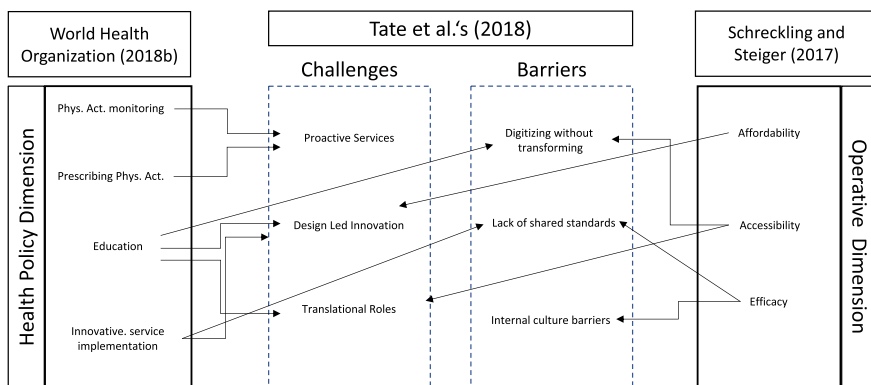 World Health
Organization (2018b)
Tate et al.‘s (2018)
Schreckling and
Steiger (2017)
Challenges
Barriers
Health Policy Dimension
Phys. Act. monitoring
Prescribing Phys. Act.
Education
Innovative. service
implementation
Proactive Services
Design Led Innovation
Translational Roles
Digitizing without
transforming
Lack of shared standards
Internal culture barriers
Affordability
Accessibility
Efficacy
Operative Dimension